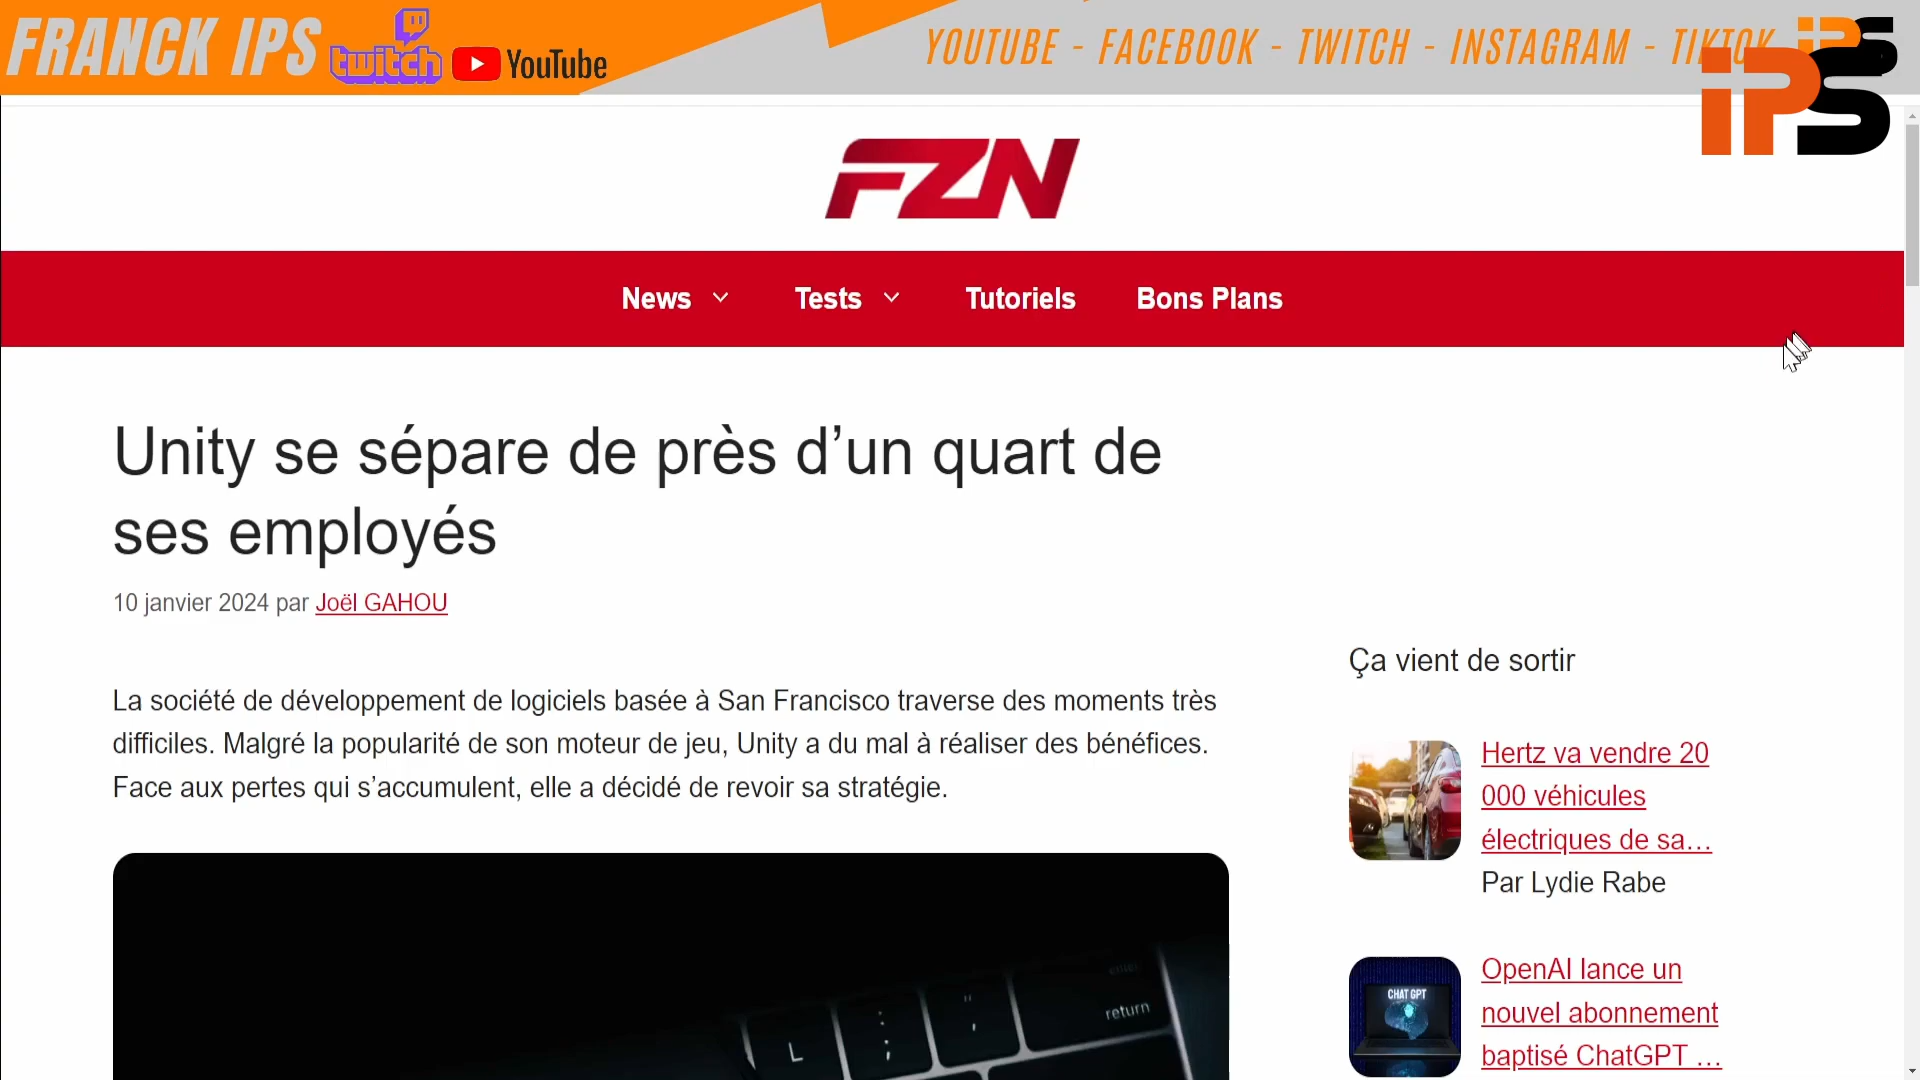 FRANCK IPS
twitch
YouTube
YOUTUBE - FACEBOOK - TWITCH - INSTAGRAM - TIKTOK
iPS
iPS
FZN
News
Tests
Tutoriels
Bons Plans
Unity se sépare de près d’un quart de
ses employés
10 janvier 2024 par Joël GAHOU
La société de développement de logiciels basée à San Francisco traverse des moments très
difficiles. Malgré la popularité de son moteur de jeu, Unity a du mal à réaliser des bénéfices.
Face aux pertes qui s’accumulent, elle a décidé de revoir sa stratégie.
enter
return
L
: ;
" '
Ça vient de sortir
Hertz va vendre 20
000 véhicules
électriques de sa…
Par Lydie Rabe
CHAT GPT
OpenAI lance un
nouvel abonnement
baptisé ChatGPT …